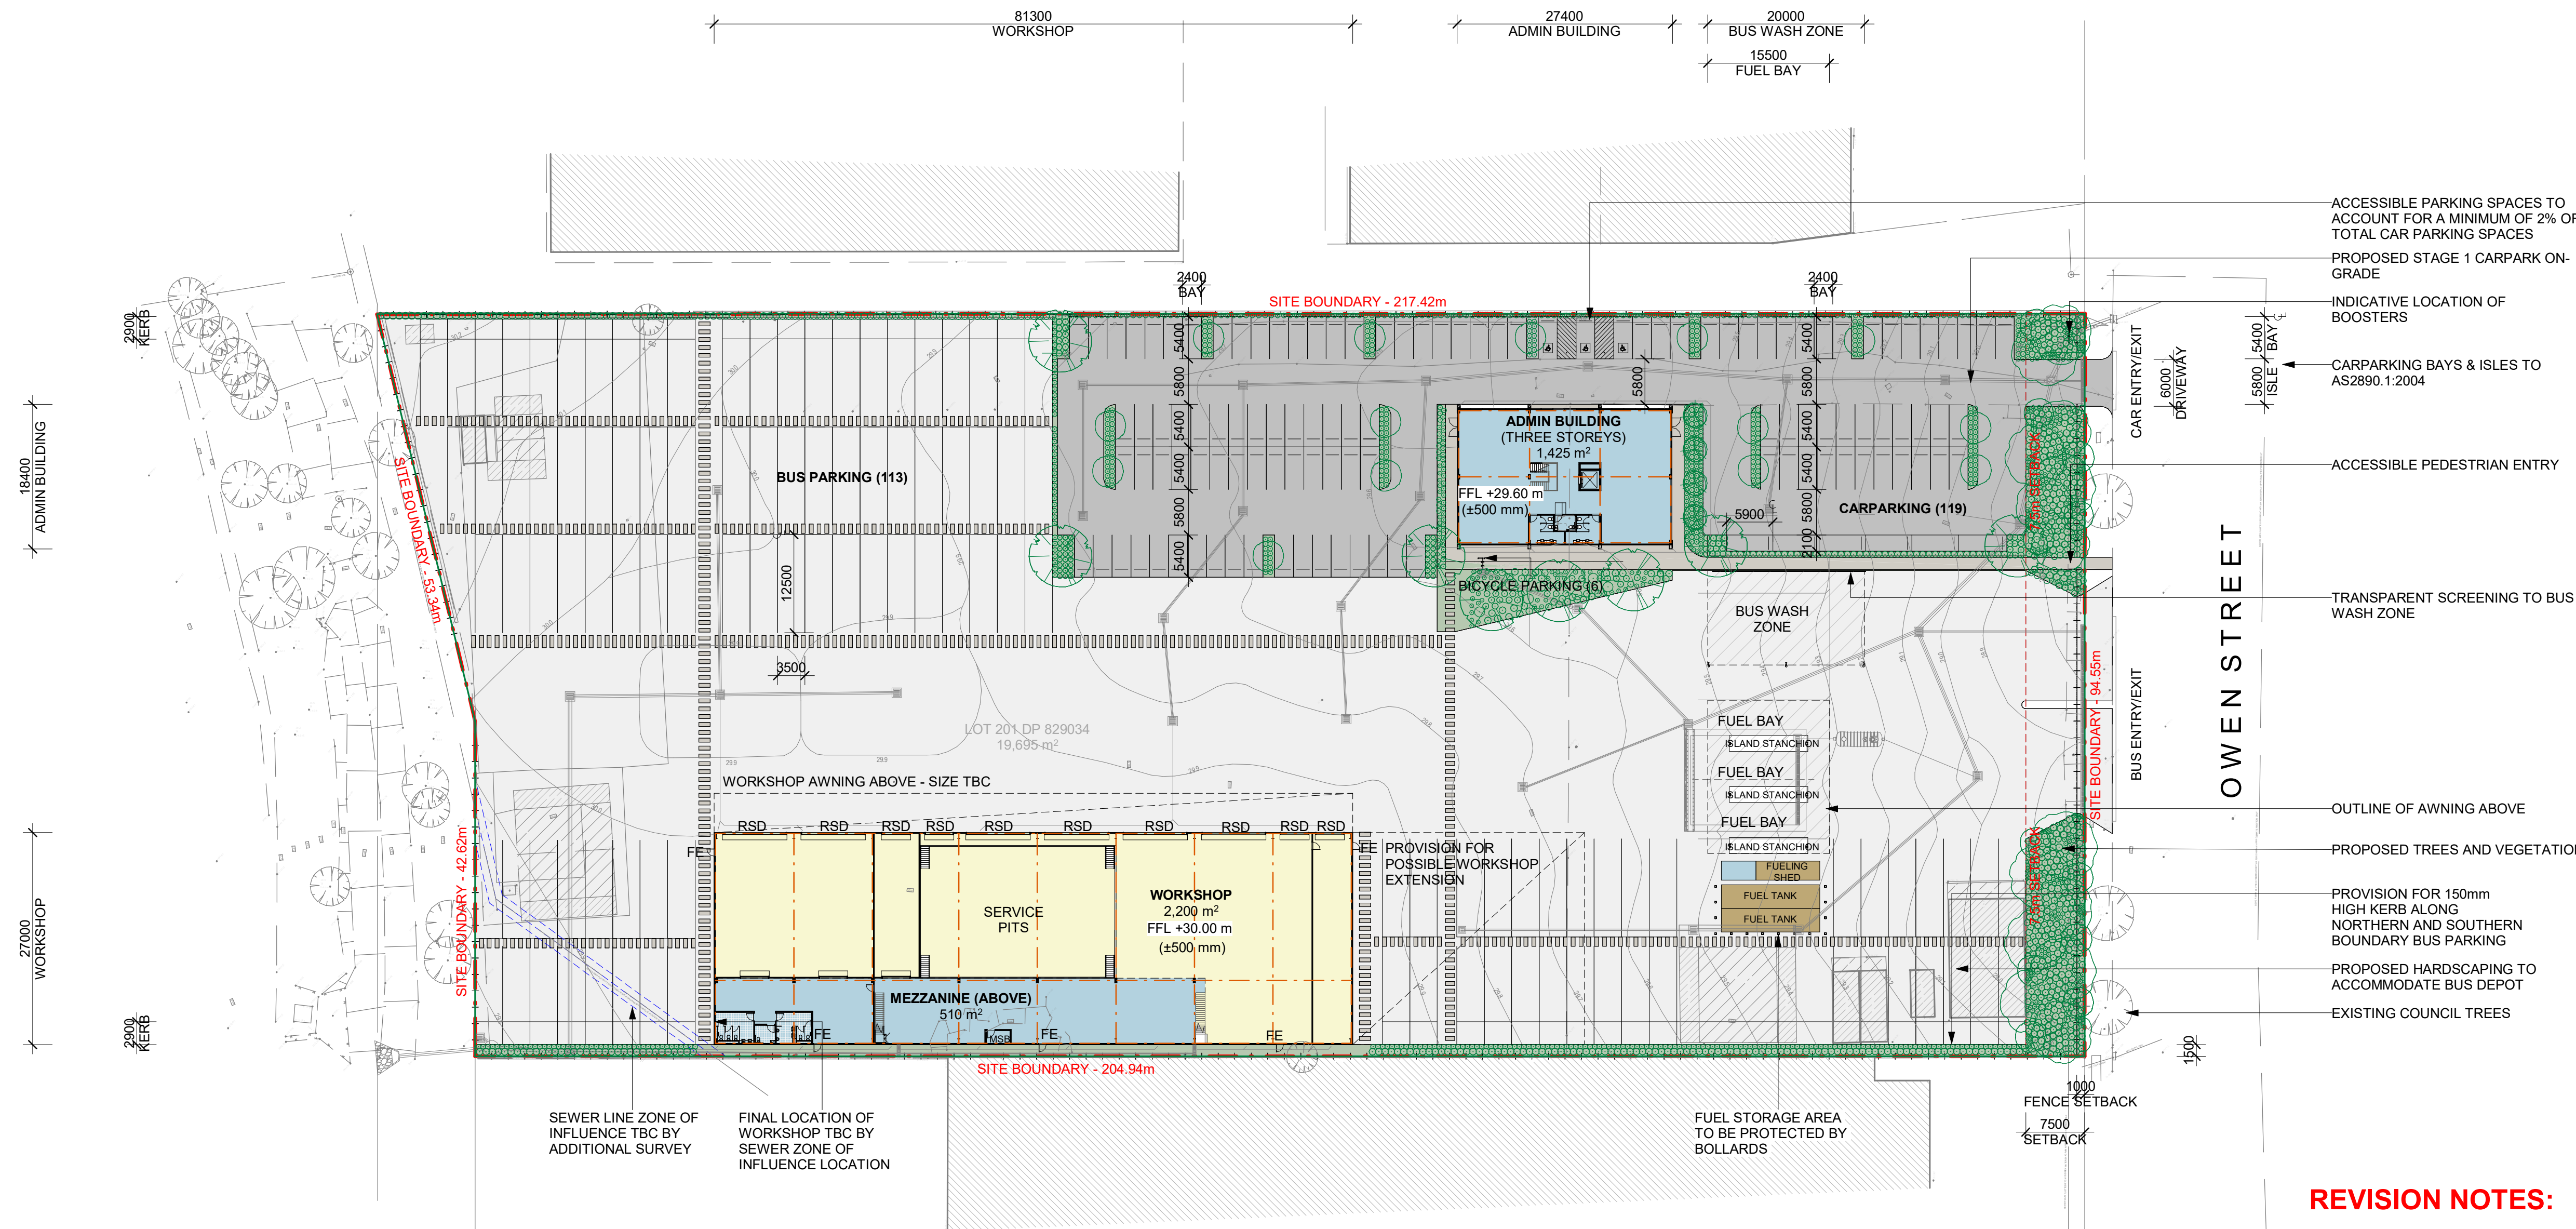 81300
WORKSHOP
27400
ADMIN BUILDING
20000
BUS WASH ZONE
15500
FUEL BAY
ACCESSIBLE PARKING SPACES TO
ACCOUNT FOR A MINIMUM OF 2% OF
TOTAL CAR PARKING SPACES
PROPOSED STAGE 1 CARPARK ON-
GRADE
INDICATIVE LOCATION OF
BOOSTERS
CARPARKING BAYS & ISLES TO
AS2890.1:2004
ACCESSIBLE PEDESTRIAN ENTRY
TRANSPARENT SCREENING TO BUS
WASH ZONE
OUTLINE OF AWNING ABOVE
PROPOSED TREES AND VEGETATION
PROVISION FOR 150mm
HIGH KERB ALONG
NORTHERN AND SOUTHERN
BOUNDARY BUS PARKING
PROPOSED HARDSCAPING TO
ACCOMMODATE BUS DEPOT
EXISTING COUNCIL TREES
2400
BAY
2400
BAY
SITE BOUNDARY - 217.42m
2900
KERB
18400
ADMIN BUILDING
27000
WORKSHOP
2900
KERB
SITE BOUNDARY - 53.34m
SITE BOUNDARY - 42.62m
BUS PARKING (113)
12500
3500
5400
5800
5400
5400
5800
5400
5800
ADMIN BUILDING
(THREE STOREYS)
1,425 m²
FFL +29.60 m
(±500 mm)
BICYCLE PARKING (6)
5400
5800
5400
5400
5800
2100
5900
CARPARKING (119)
7.5m SETBACK
CAR ENTRY/EXIT
6000
DRIVEWAY
5400
BAY
5800
ISLE
BUS WASH
ZONE
FUEL BAY
ISLAND STANCHION
FUEL BAY
ISLAND STANCHION
FUEL BAY
ISLAND STANCHION
FUELING
SHED
FUEL TANK
FUEL TANK
BUS ENTRY/EXIT
SITE BOUNDARY - 94.55m
OWEN STREET
7.5m SETBACK
LOT 201 DP 829034
19,695 m²
WORKSHOP AWNING ABOVE - SIZE TBC
RSD RSD RSD RSD RSD RSD RSD RSD RSD RSD
FE
FE
PROVISION FOR
POSSIBLE WORKSHOP
EXTENSION
SERVICE
PITS
WORKSHOP
2,200 m²
FFL +30.00 m
(±500 mm)
MEZZANINE (ABOVE)
510 m²
FE
MSB
FE
FE
SITE BOUNDARY - 204.94m
1500
1000
FENCE SETBACK
7500
SETBACK
SEWER LINE ZONE OF
INFLUENCE TBC BY
ADDITIONAL SURVEY
FINAL LOCATION OF
WORKSHOP TBC BY
SEWER ZONE OF
INFLUENCE LOCATION
FUEL STORAGE AREA
TO BE PROTECTED BY
BOLLARDS
REVISION NOTES: